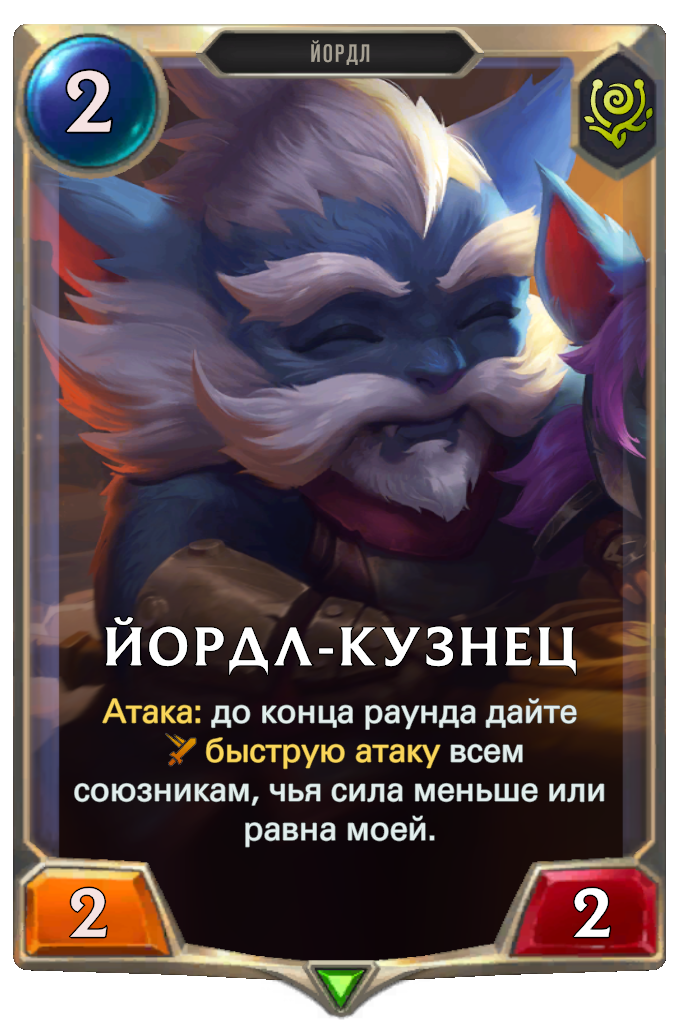 2
ЙОРДЛ
ЙОРДЛ-КУЗНЕЦ
Атака: до конца раунда дайте
быструю атаку всем
союзникам, чья сила меньше или
равна моей.
2
2